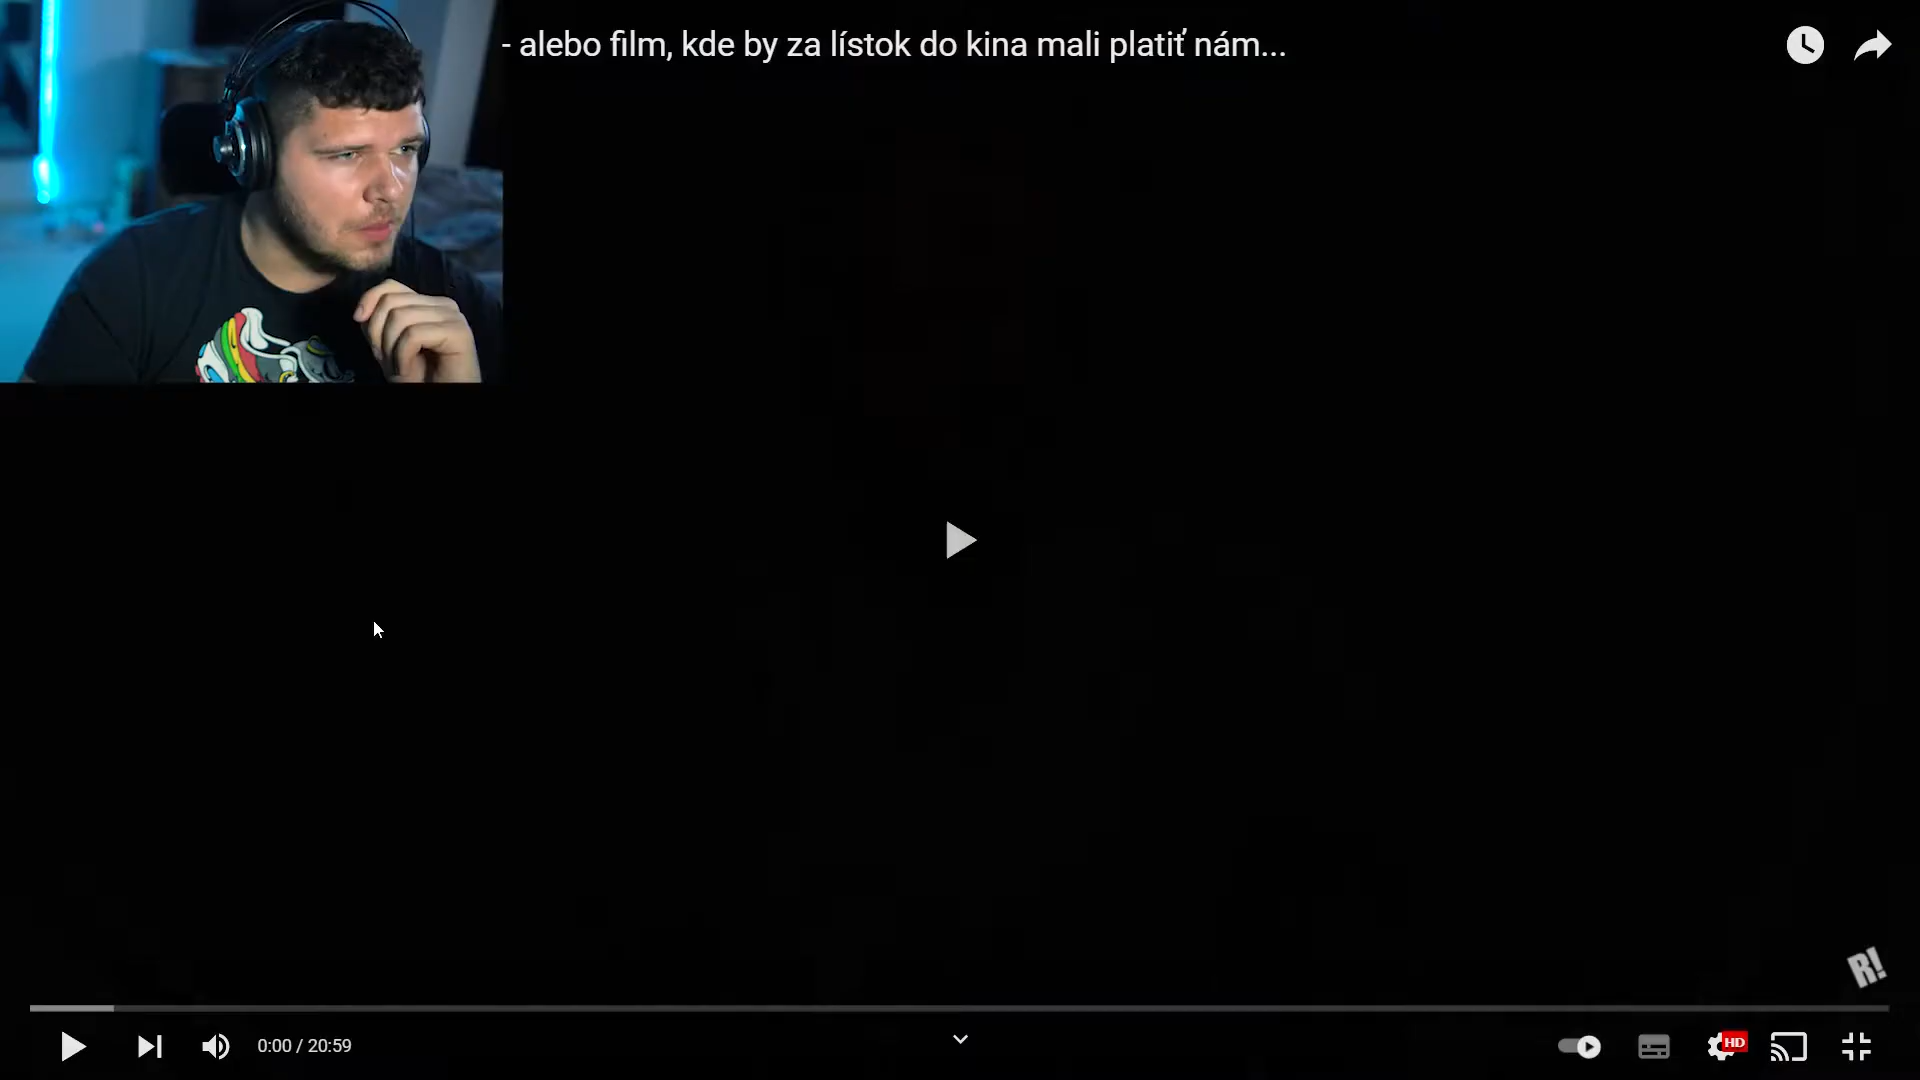 - alebo film, kde by za lístok do kina mali platiť nám...
R!
0:00 / 20:59
HD